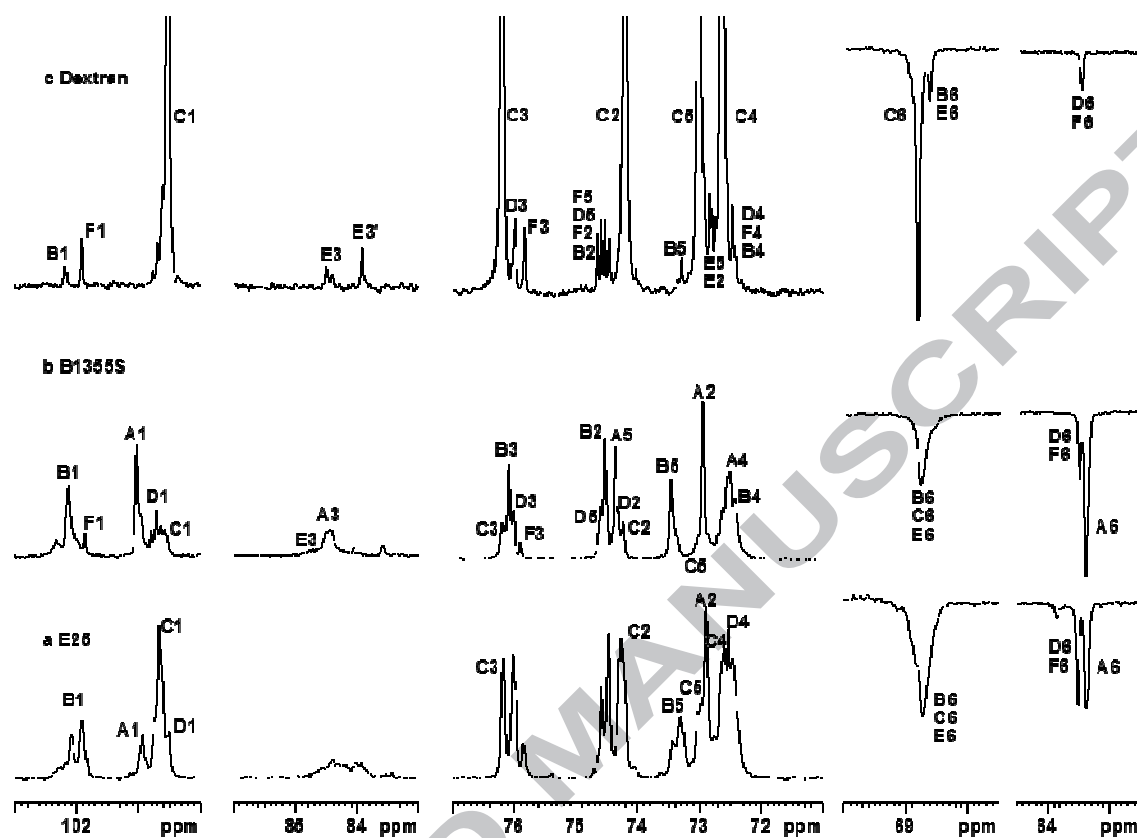 c Dextran
C1
B1
F1
E3
E3'
C3
D3
F3
F5
D5
F2
B2
C2
B5
C5
E5
E2
C4
D4
F4
B4
C6
B6
E6
D6
F6
b B1355S
B1
F1
A1
D1
C1
E3
A3
C3
B3
D3
F3
D5
B2
A5
D2
C2
B5
C5
A2
A4
B4
B6
C6
E6
D6
F6
A6
a E25
B1
A1
C1
D1
C3
C2
B5
C5
A2
C4
D4
B6
C6
E6
D6
F6
A6
102 ppm
84 ppm
76 75 74 73 72 ppm
69 ppm
ppm
MANUSCRIPT